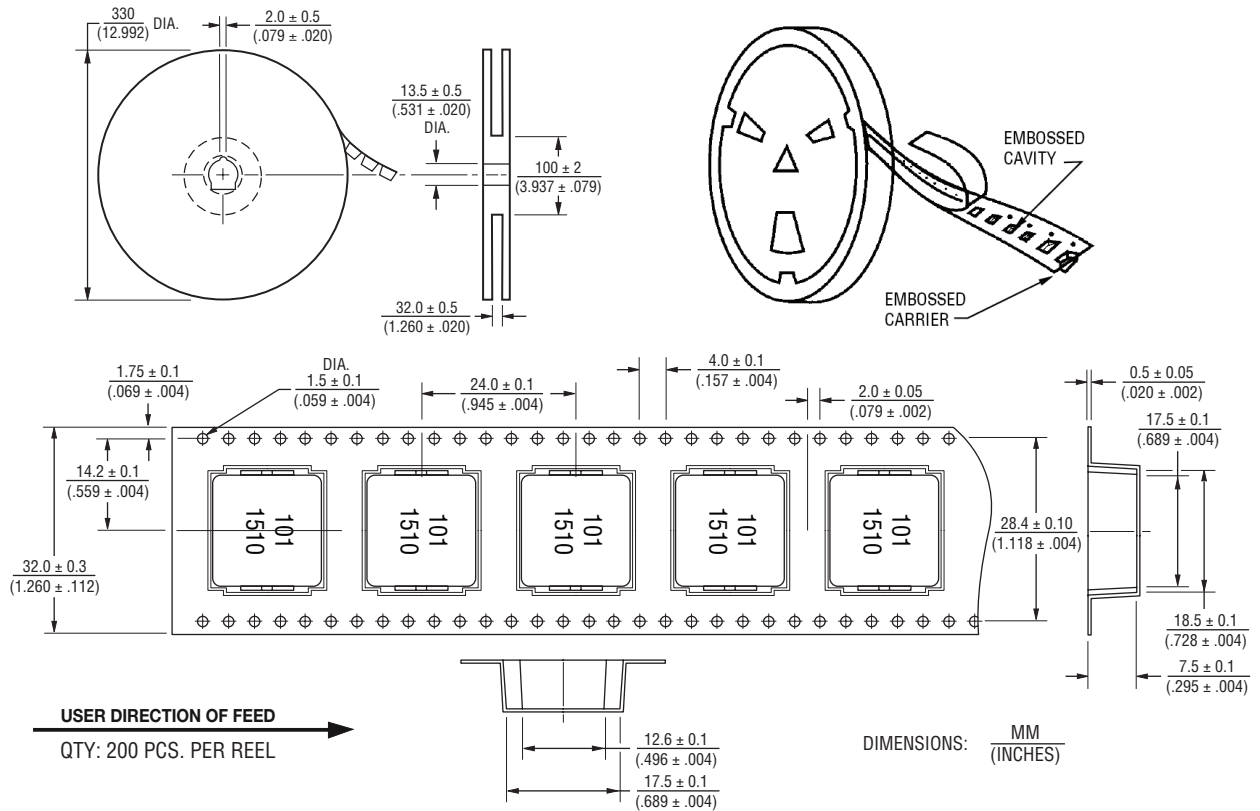 330
(12.992) DIA.
2.0 ± 0.5
(.079 ± .020)
13.5 ± 0.5
(.531 ± .020)
DIA.
100 ± 2
(3.937 ± .079)
32.0 ± 0.5
(1.260 ± .020)
EMBOSSED
CAVITY
EMBOSSED
CARRIER
1.75 ± 0.1
(.069 ± .004)
DIA.
1.5 ± 0.1
(.059 ± .004)
24.0 ± 0.1
(.945 ± .004)
4.0 ± 0.1
(.157 ± .004)
2.0 ± 0.05
(.079 ± .002)
0.5 ± 0.05
(.020 ± .002)
17.5 ± 0.1
(.689 ± .004)
14.2 ± 0.1
(.559 ± .004)
32.0 ± 0.3
(1.260 ± .112)
101
1510
101
1510
101
1510
101
1510
101
1510
28.4 ± 0.10
(1.118 ± .004)
18.5 ± 0.1
(.728 ± .004)
7.5 ± 0.1
(.295 ± .004)
USER DIRECTION OF FEED
QTY: 200 PCS. PER REEL
12.6 ± 0.1
(.496 ± .004)
17.5 ± 0.1
(.689 ± .004)
DIMENSIONS: MM
(INCHES)